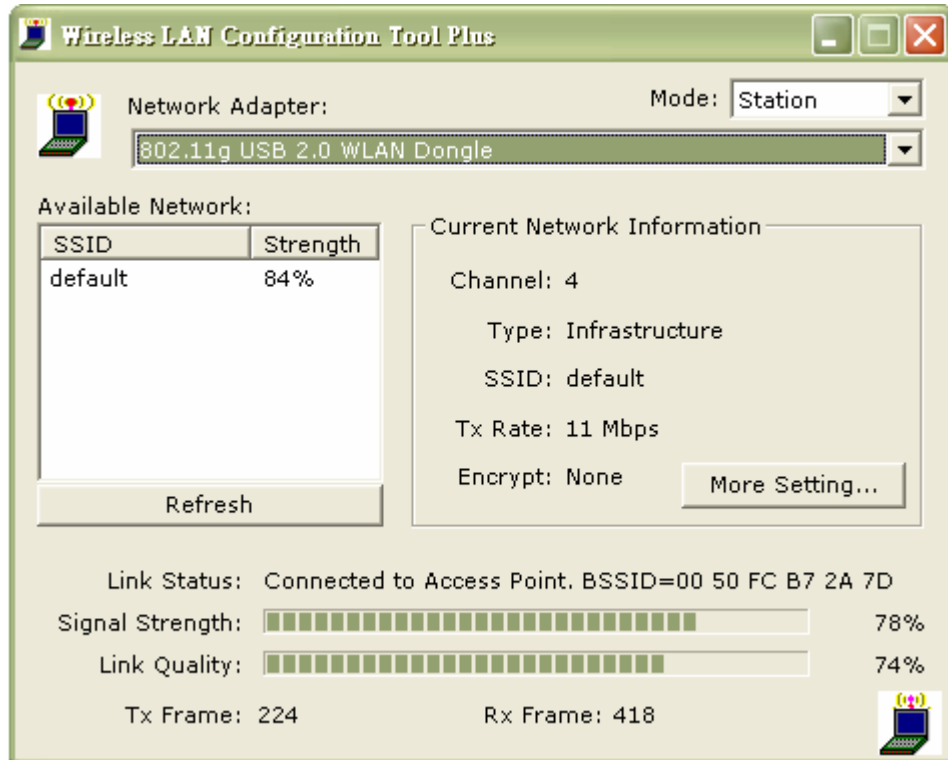 Wireless LAN Configuration Tool Plus
Network Adapter:
Mode: Station
802.11g USB 2.0 WLAN Dongle
Available Network:
SSID Strength
default 84%
Refresh
Current Network Information
Channel: 4
Type: Infrastructure
SSID: default
Tx Rate: 11 Mbps
Encrypt: None
More Setting...
Link Status: Connected to Access Point. BSSID=00 50 FC B7 2A 7D
Signal Strength: 78%
Link Quality: 74%
Tx Frame: 224 Rx Frame: 418